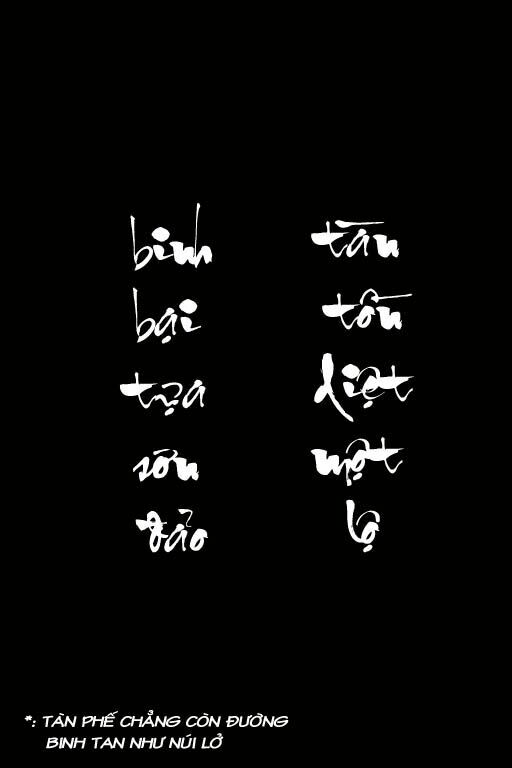 tàn tồn diệt một lộ
binh bại tựa sơn đảo
*: TÀN PHẾ CHẲNG CÒN ĐƯỜNG
BINH TAN NHƯ NÚI LỞ